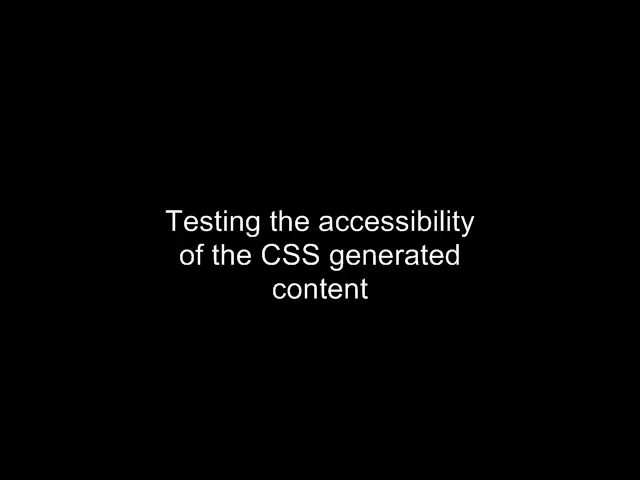 Testing the accessibility
of the CSS generated
content